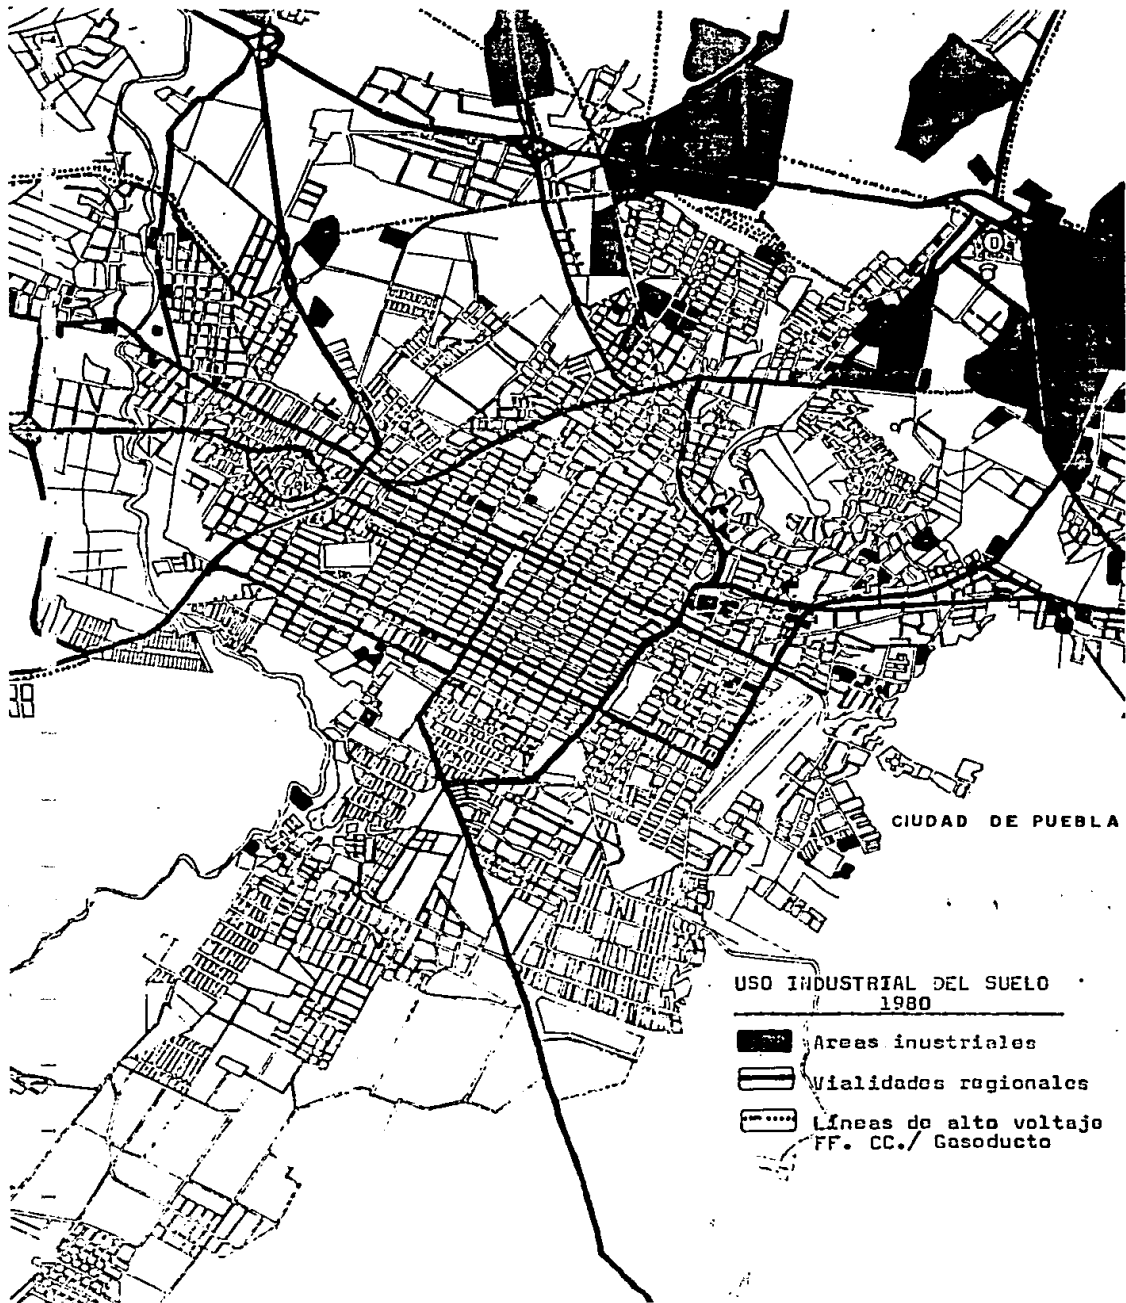 CIUDAD DE PUEBLA
USO INDUSTRIAL DEL SUELO
1980
Areas inustriales
Vialidades regionales
Líneas de alto voltaje
FF. CC./ Gasoducto